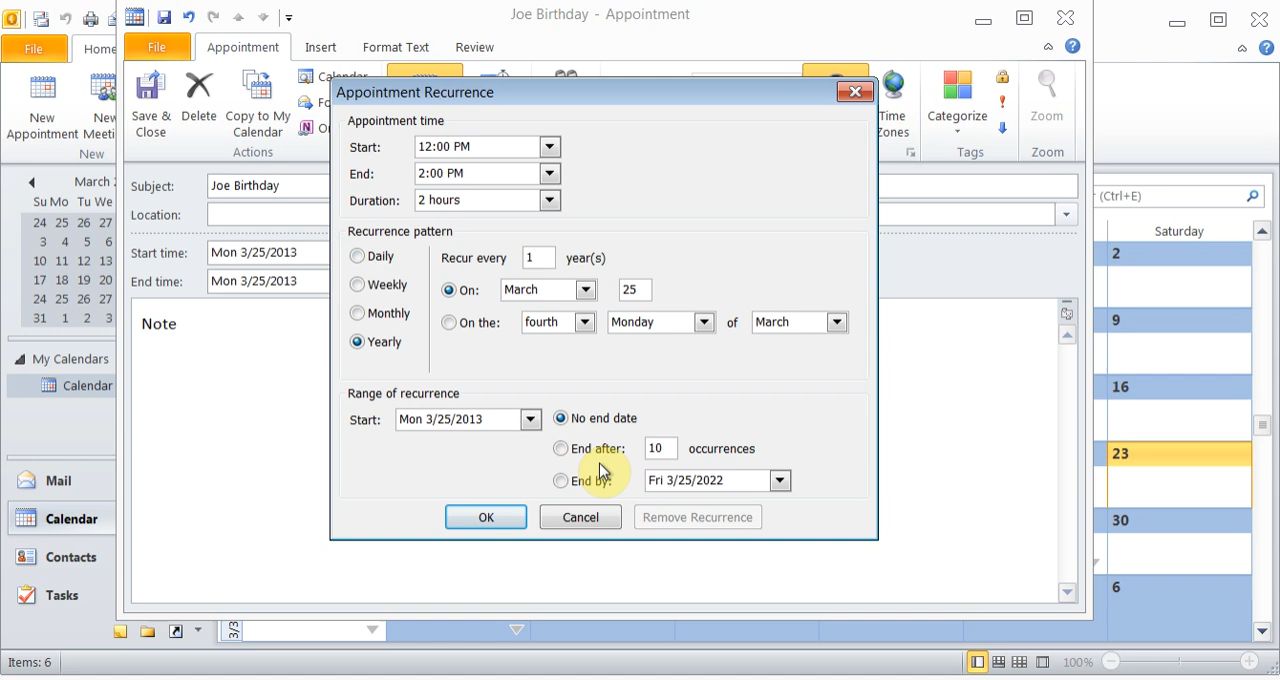 Joe Birthday - Appointment
File Home
File Appointment Insert Format Text Review
New Appointment New
New
Save & Close Delete Copy to My Calendar
Actions
Time Zones Categorize Zoom
Tags Zoom
March
Su Mo Tu We
24 25 26 27
3 4 5 6
10 11 12 13
17 18 19 20
24 25 26 27
31 1 2 3
My Calendars
Calendar
Mail
Calendar
Contacts
Tasks
Items: 6
Subject: Joe Birthday
Location:
Start time: Mon 3/25/2013
End time: Mon 3/25/2013
Note
Appointment Recurrence
Appointment time
Start: 12:00 PM
End: 2:00 PM
Duration: 2 hours
Recurrence pattern
Daily
Weekly
Monthly
Yearly
Recur every 1 year(s)
On: March 25
On the: fourth Monday of March
Range of recurrence
Start: Mon 3/25/2013
No end date
End after: 10 occurrences
End by: Fri 3/25/2022
OK Cancel Remove Recurrence
(Ctrl+E)
Saturday
2
9
16
23
30
6
3/3
100%